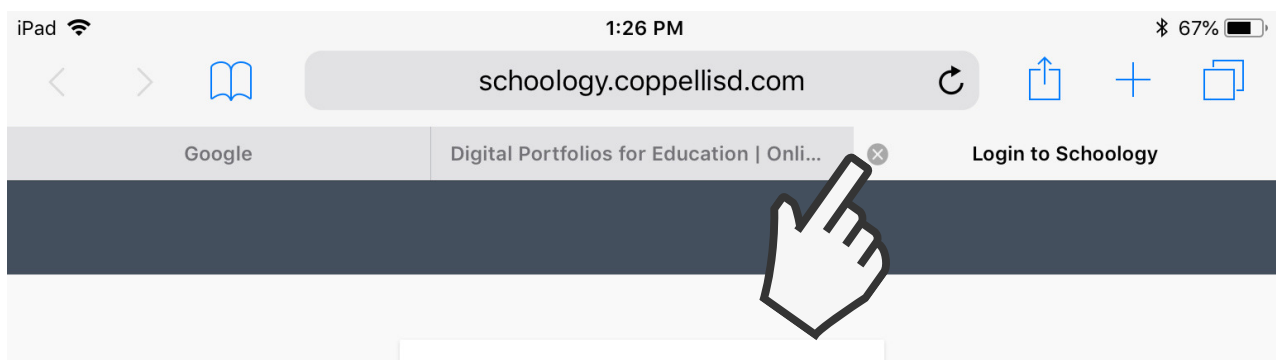 iPad 1:26 PM 67%
schoology.coppellisd.com
Google Digital Portfolios for Education | Onli... Login to Schoology